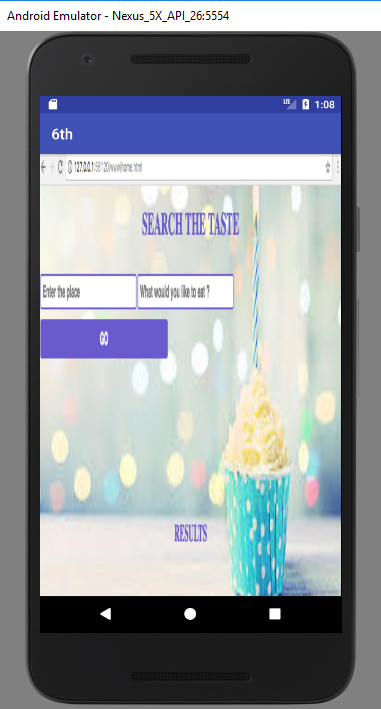 Android Emulator - Nexus_5X_API_26:5554
LTE 1:08
6th
127.0.0.1:56120/www/home.html
SEARCH THE TASTE
Enter the place What would you like to eat ?
GO
RESULTS